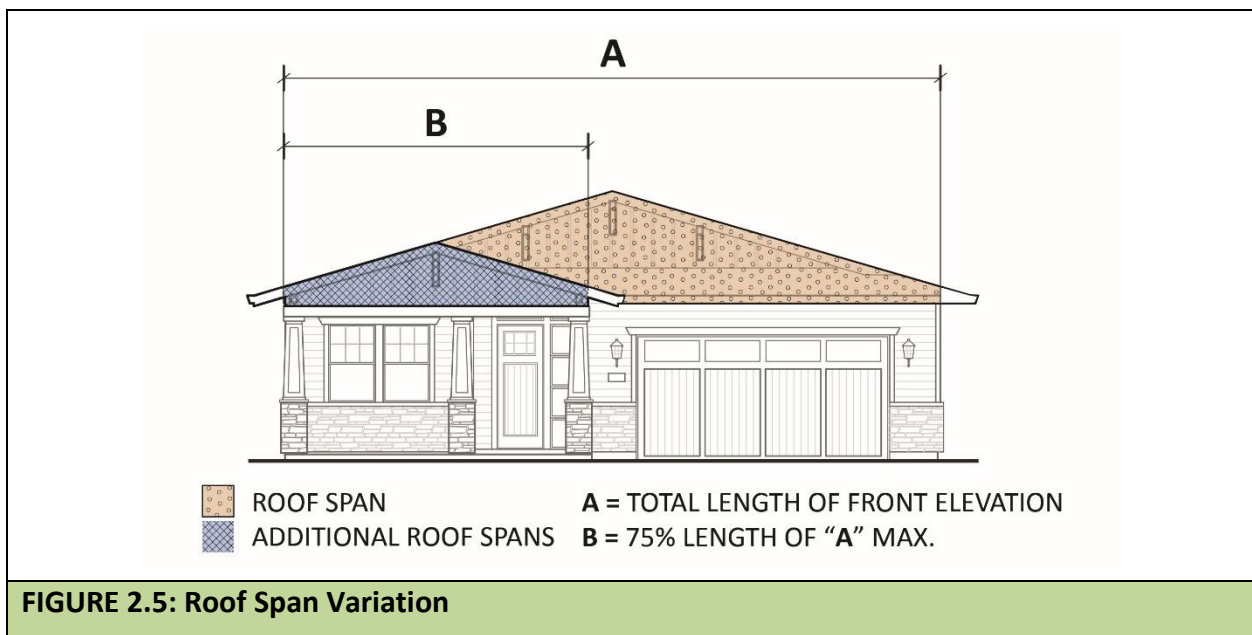 A
B
ROOF SPAN
A = TOTAL LENGTH OF FRONT ELEVATION
ADDITIONAL ROOF SPANS
B = 75% LENGTH OF “A” MAX.
FIGURE 2.5: Roof Span Variation